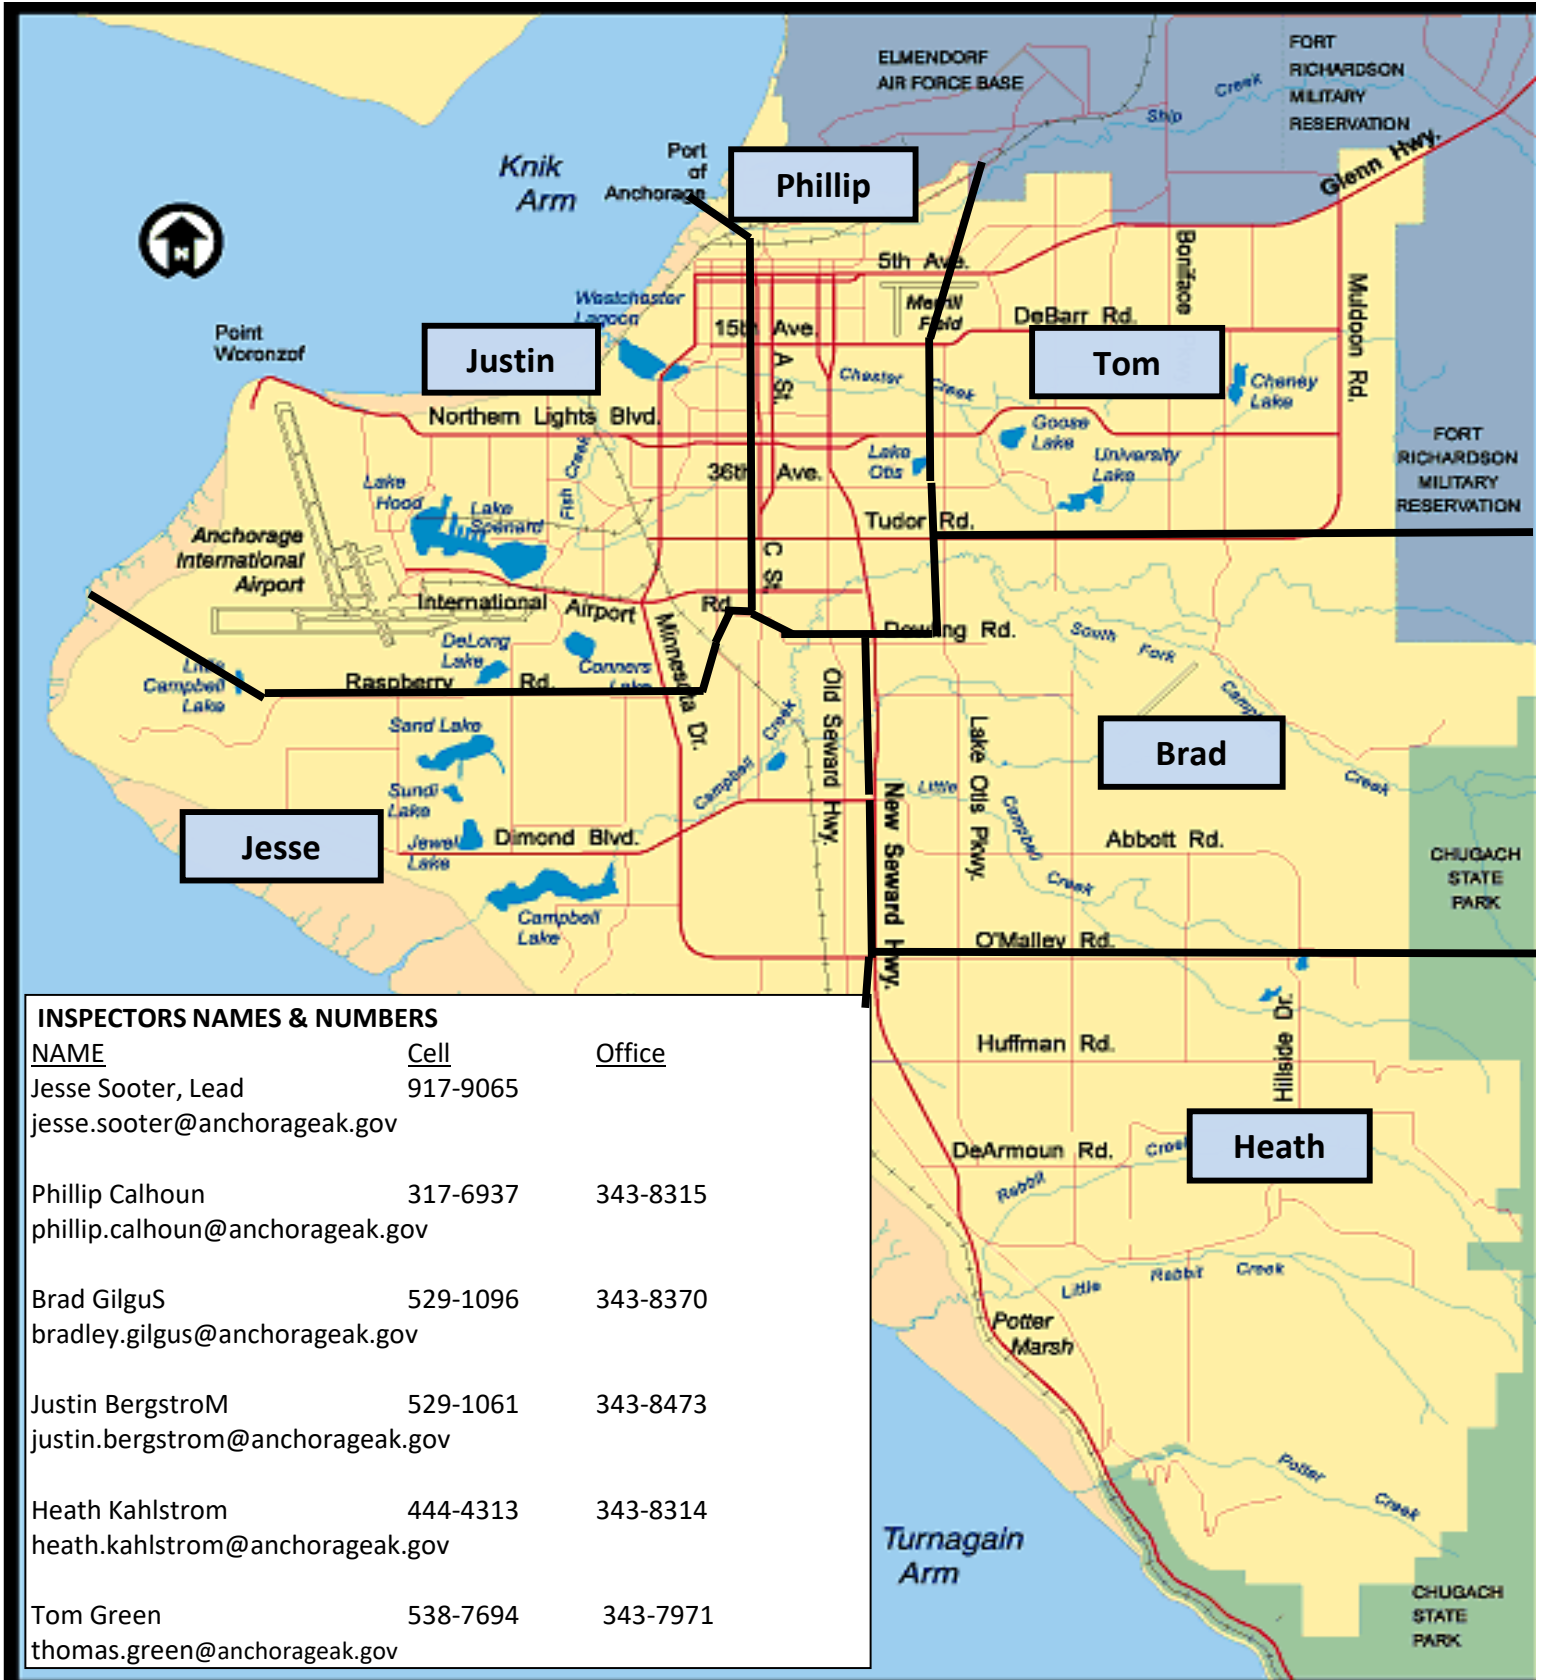 ELMENDORF
AIR FORCE BASE
FORT
RICHARDSON
MILITARY
RESERVATION
Creek
Ship
Glenn Hwy.
Knik
Arm
Port
of
Anchorage
Phillip
N
5th Ave.
Merrill
Field
Boniface
Muldoon Rd.
DeBarr Rd.
Westchester
Lagoon
15th Ave.
Point
Woronzof
Justin
Tom
A St.
Chester
Creek
Cheney
Lake
Northern Lights Blvd.
Goose
Lake
University
Lake
FORT
RICHARDSON
MILITARY
RESERVATION
Lake
Otis
36th Ave.
Fish Creek
Lake
Hood
Lake
Spenard
Tudor Rd.
Anchorage
International
Airport
C St.
International Airport Rd.
Minnesota Dr.
Dowling Rd.
South
Fork
Campbell
Creek
DeLong
Lake
Conners
Lake
Little
Campbell
Lake
Raspberry Rd.
Old Seward Hwy.
Sand Lake
Campbell Creek
Lake Otis Pkwy.
Brad
Sundi
Lake
New Seward Hwy.
Little
Campbell
Creek
Jesse
Jewel
Lake
Dimond Blvd.
Abbott Rd.
CHUGACH
STATE
PARK
Campbell
Lake
O'Malley Rd.
INSPECTORS NAMES & NUMBERS
NAME Cell Office
Jesse Sooter, Lead 917-9065
jesse.sooter@anchorageak.gov
Phillip Calhoun 317-6937 343-8315
phillip.calhoun@anchorageak.gov
Brad GilguS 529-1096 343-8370
bradley.gilgus@anchorageak.gov
Justin BergstroM 529-1061 343-8473
justin.bergstrom@anchorageak.gov
Heath Kahlstrom 444-4313 343-8314
heath.kahlstrom@anchorageak.gov
Tom Green 538-7694 343-7971
thomas.green@anchorageak.gov
Huffman Rd.
Hillside Dr.
DeArmoun Rd.
Heath
Rabbit
Creek
Little Rabbit Creek
Potter
Marsh
Potter
Creek
Turnagain
Arm
CHUGACH
STATE
PARK